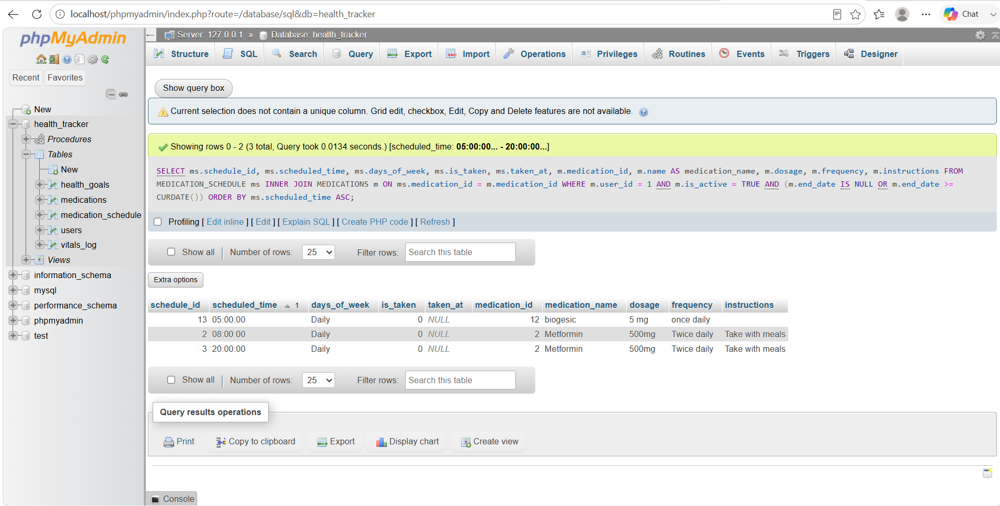 localhost/phpmyadmin/index.php?route=/database/sql&db=health_tracker
Chat
phpMyAdmin
Recent Favorites
New
health_tracker
Procedures
Tables
New
health_goals
medications
medication_schedule
users
vitals_log
Views
information_schema
mysql
performance_schema
phpmyadmin
test
Server: 127.0.0.1 » Database: health_tracker
Structure SQL Search Query Export Import Operations Privileges Routines Events Triggers Designer
Show query box
Current selection does not contain a unique column. Grid edit, checkbox, Edit, Copy and Delete features are not available.
Showing rows 0 - 2 (3 total, Query took 0.0134 seconds.) [scheduled_time: 05:00:00... - 20:00:00...]
SELECT ms.schedule_id, ms.scheduled_time, ms.days_of_week, ms.is_taken, ms.taken_at, m.medication_id, m.name AS medication_name, m.dosage, m.frequency, m.instructions FROM
MEDICATION_SCHEDULE ms INNER JOIN MEDICATIONS m ON ms.medication_id = m.medication_id WHERE m.user_id = 1 AND m.is_active = TRUE AND (m.end_date IS NULL OR m.end_date >=
CURDATE()) ORDER BY ms.scheduled_time ASC;
Profiling [ Edit inline ] [ Edit ] [ Explain SQL ] [ Create PHP code ] [ Refresh ]
Show all Number of rows: 25 Filter rows: Search this table
Extra options
schedule_id scheduled_time 1 days_of_week is_taken taken_at medication_id medication_name dosage frequency instructions
13 05:00:00 Daily 0 NULL 12 biogesic 5 mg once daily
2 08:00:00 Daily 0 NULL 2 Metformin 500mg Twice daily Take with meals
3 20:00:00 Daily 0 NULL 2 Metformin 500mg Twice daily Take with meals
Show all Number of rows: 25 Filter rows: Search this table
Query results operations
Print Copy to clipboard Export Display chart Create view
Console